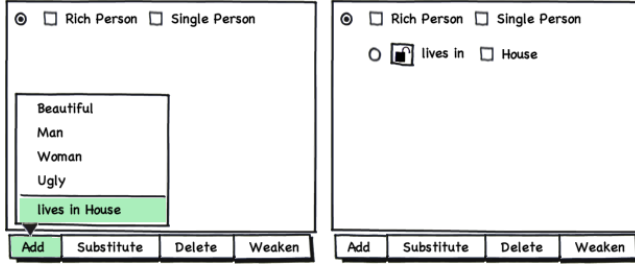 Rich Person Single Person
Beautiful
Man
Woman
Ugly
lives in House
Add Substitute Delete Weaken
Rich Person Single Person
lives in House
Add Substitute Delete Weaken